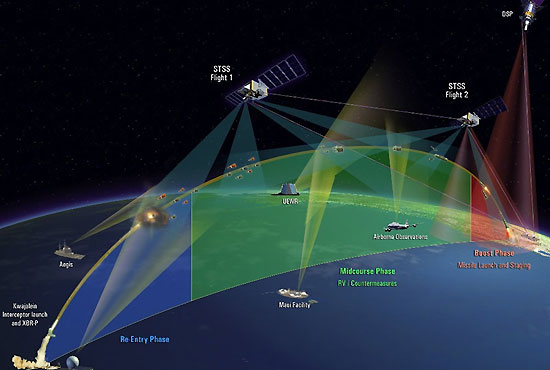 DSP
STSS
Flight 1
STSS
Flight 2
UEWR
Aegis
Airborne Observations
Boost Phase
Missile Launch and Staging
Midcourse Phase
RV | Countermeasures
Kwajalein
Interceptor launch
and XBR-P
Maui Facility
Re Entry Phase